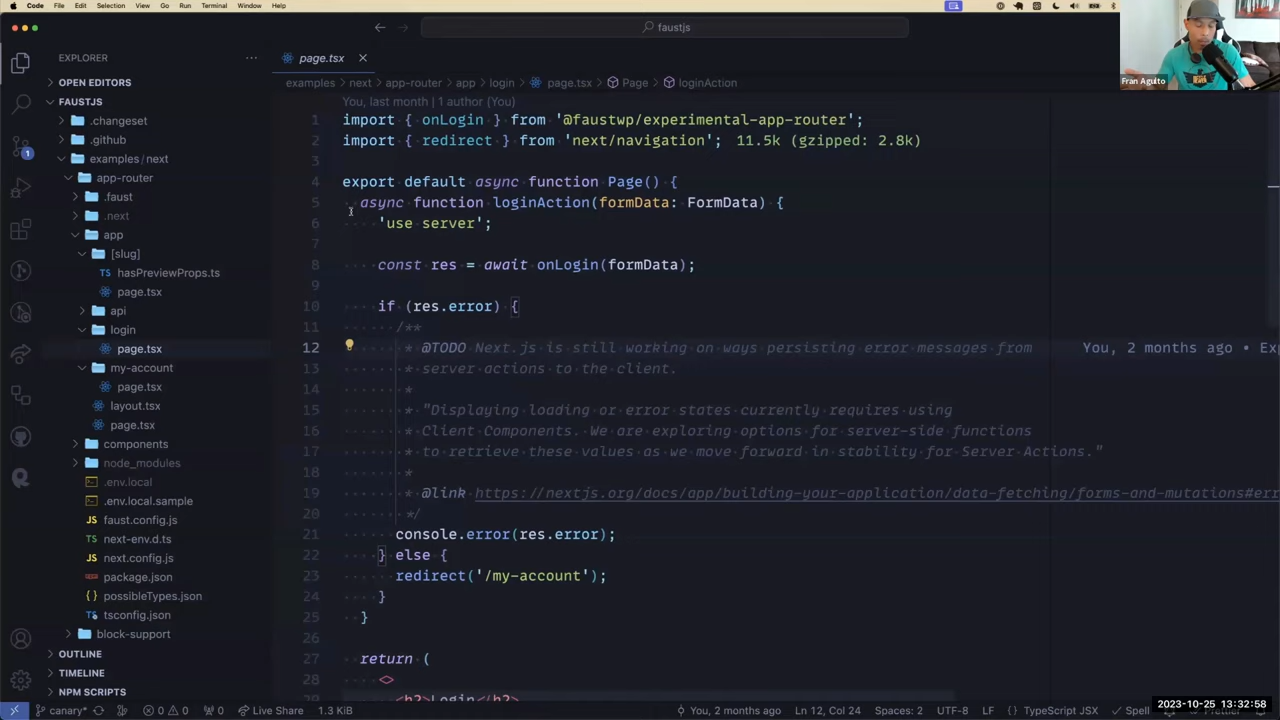 Code File Edit Selection View Go Run Terminal Window Help
faustjs
Fran Agulto
EXPLORER
OPEN EDITORS
FAUSTJS
.changeset
.github
examples/next
app-router
.faust
.next
app
[slug]
TS hasPreviewProps.ts
page.tsx
api
login
page.tsx
my-account
page.tsx
layout.tsx
page.tsx
components
node_modules
.env.local
.env.local.sample
faust.config.js
TS next-env.d.ts
next.config.js
package.json
{ } possibleTypes.json
tsconfig.json
block-support
OUTLINE
TIMELINE
NPM SCRIPTS
1
page.tsx
examples > next > app-router > app > login > page.tsx > Page > loginAction
You, last month | 1 author (You)
1 import { onLogin } from '@faustwp/experimental-app-router';
2 import { redirect } from 'next/navigation'; 11.5k (gzipped: 2.8k)
3
4 export default async function Page() {
5 async function loginAction(formData: FormData) {
6 'use server';
7
8 const res = await onLogin(formData);
9
10 if (res.error) {
11 /**
12 * @TODO Next.js is still working on ways persisting error messages from You, 2 months ago • Exp
13 * server actions to the client.
14 *
15 * "Displaying loading or error states currently requires using
16 * Client Components. We are exploring options for server-side functions
17 * to retrieve these values as we move forward in stability for Server Actions."
18 *
19 * @link https://nextjs.org/docs/app/building-your-application/data-fetching/forms-and-mutations#err
20 */
21 console.error(res.error);
22 } else {
23 redirect('/my-account');
24 }
25 }
26
27 return (
28 <>
29 <h2>Login</h2>
canary* 0 0 0 Live Share 1.3 KiB You, 2 months ago Ln 12, Col 24 Spaces: 2 UTF-8 LF TypeScript JSX Spell Prettier
2023-10-25 13:32:58